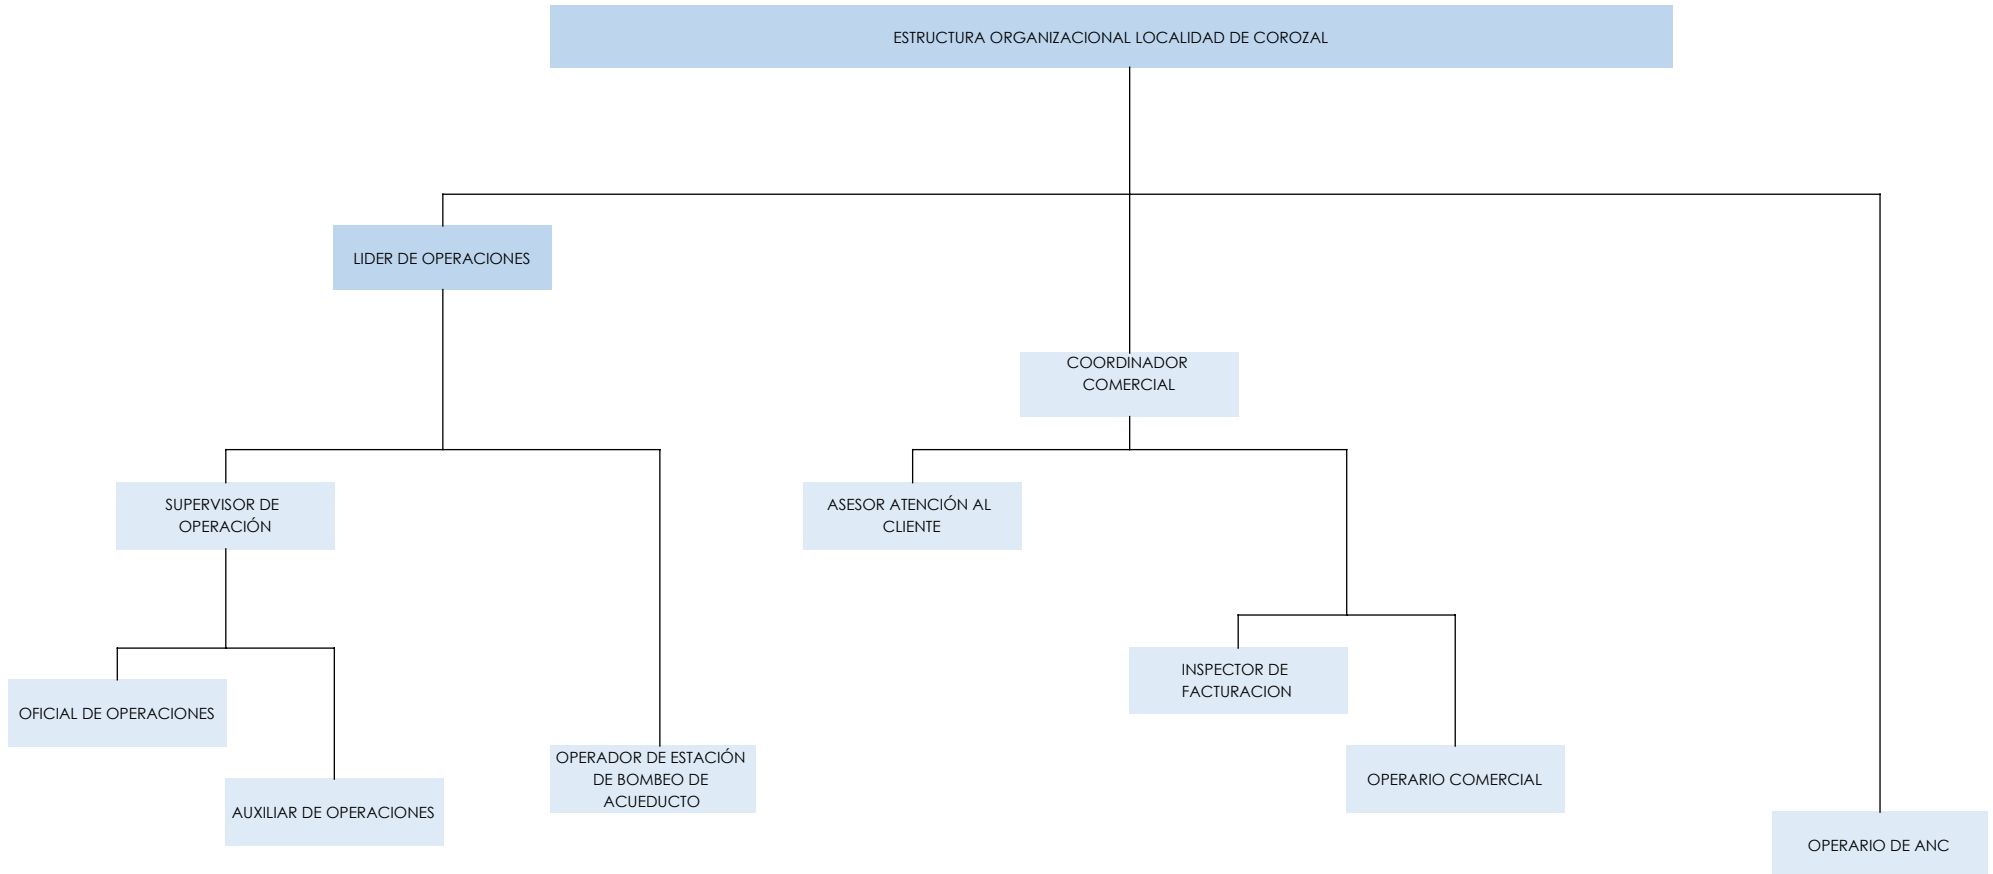 ESTRUCTURA ORGANIZACIONAL LOCALIDAD DE COROZAL
LIDER DE OPERACIONES
COORDINADOR
COMERCIAL
SUPERVISOR DE
OPERACIÓN
ASESOR ATENCIÓN AL
CLIENTE
INSPECTOR DE
FACTURACION
OFICIAL DE OPERACIONES
OPERADOR DE ESTACIÓN
DE BOMBEO DE
ACUEDUCTO
OPERARIO COMERCIAL
AUXILIAR DE OPERACIONES
OPERARIO DE ANC